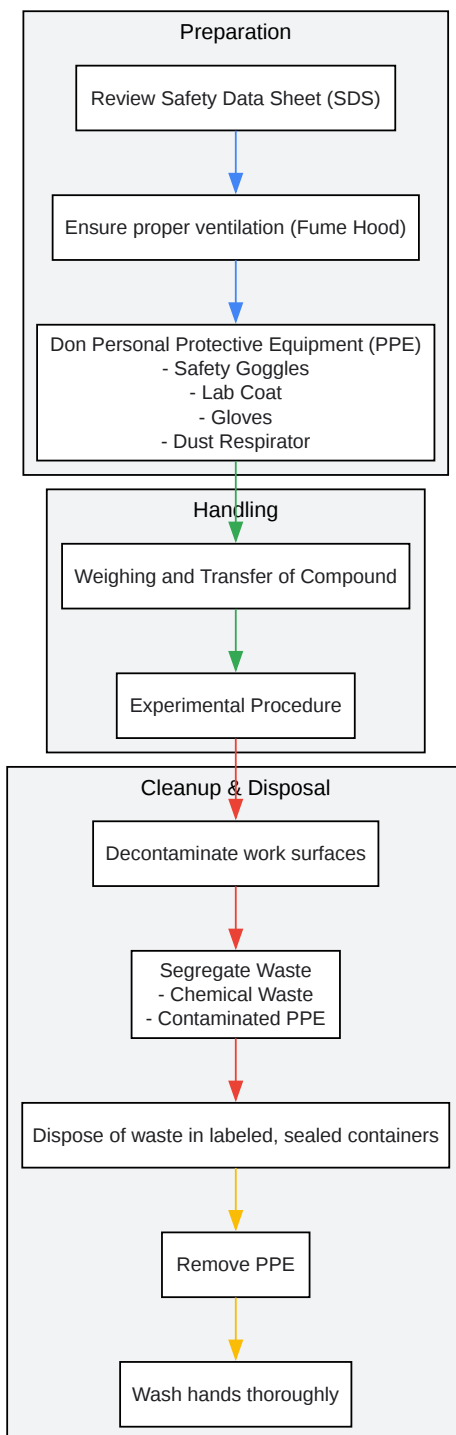 Preparation
Review Safety Data Sheet (SDS)
Ensure proper ventilation (Fume Hood)
Don Personal Protective Equipment (PPE)
- Safety Goggles
- Lab Coat
- Gloves
- Dust Respirator
Handling
Weighing and Transfer of Compound
Experimental Procedure
Cleanup & Disposal
Decontaminate work surfaces
Segregate Waste
- Chemical Waste
- Contaminated PPE
Dispose of waste in labeled, sealed containers
Remove PPE
Wash hands thoroughly